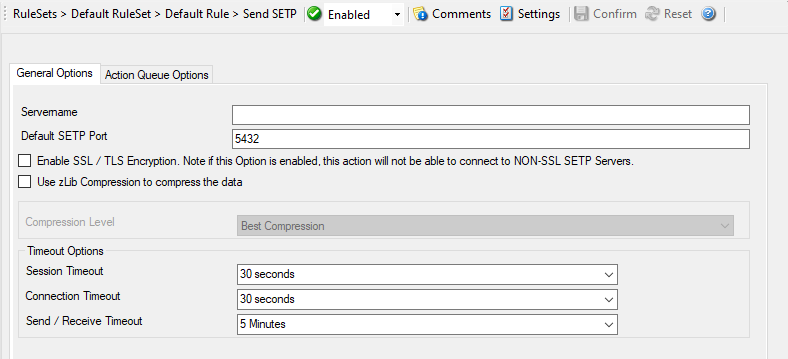 RuleSets > Default RuleSet > Default Rule > Send SETP Enabled Comments Settings Confirm Reset
General Options Action Queue Options
Servername
Default SETP Port 5432
Enable SSL / TLS Encryption. Note if this Option is enabled, this action will not be able to connect to NON-SSL SETP Servers.
Use zLib Compression to compress the data
Compression Level Best Compression
Timeout Options
Session Timeout 30 seconds
Connection Timeout 30 seconds
Send / Receive Timeout 5 Minutes